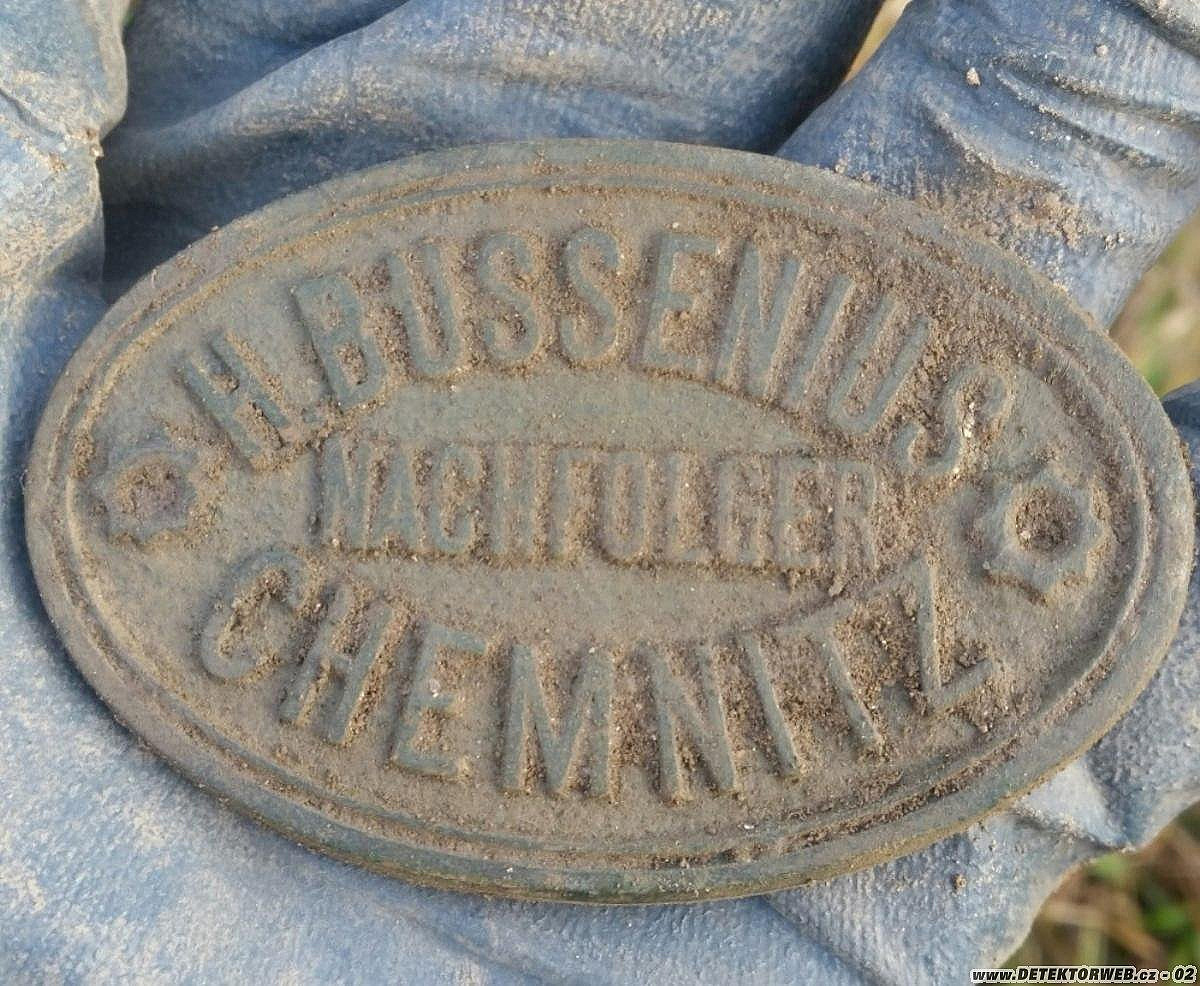 H. BUSSENIUS
NACHFOLGER
CHEMNITZ
www.DETEKTORWEB.cz - 02